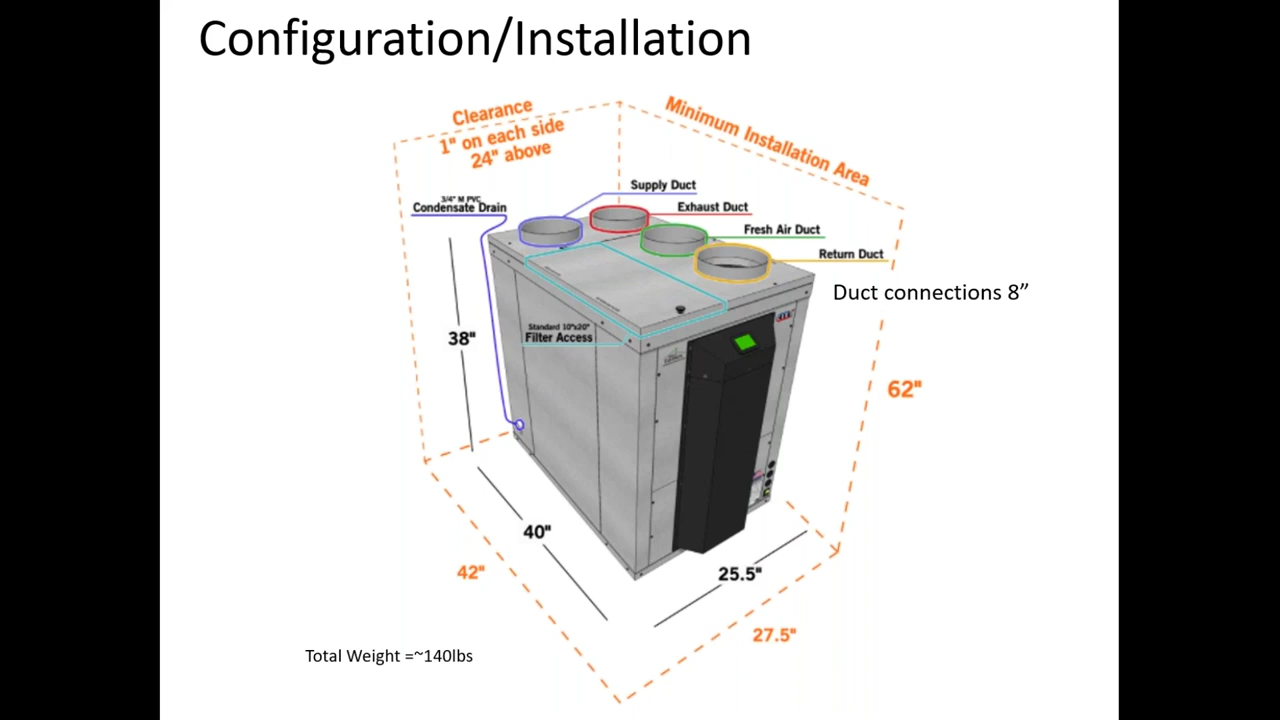 Configuration/Installation
Clearance
1" on each side
24" above
Minimum Installation Area
Supply Duct
3/4" M PVC
Condensate Drain
Exhaust Duct
Fresh Air Duct
Return Duct
Duct connections 8”
Standard 10"x20"
Filter Access
38"
62"
40"
42"
25.5"
27.5"
Total Weight =~140lbs